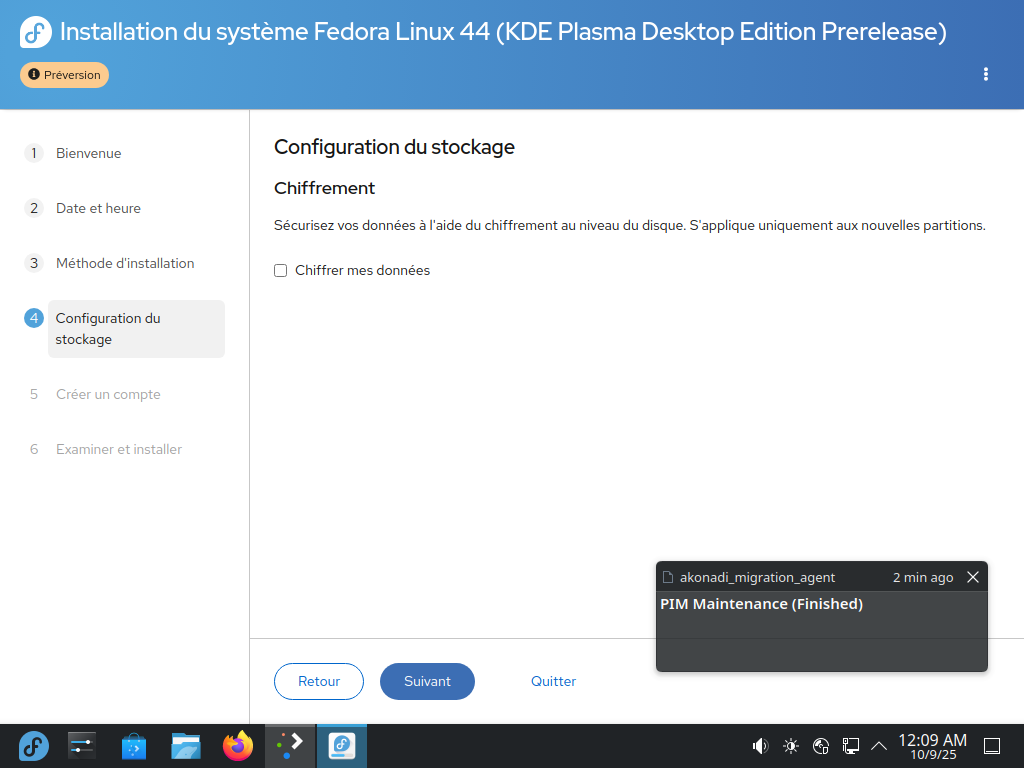 Installation du système Fedora Linux 44 (KDE Plasma Desktop Edition Prerelease)
Préversion
1 Bienvenue
2 Date et heure
3 Méthode d'installation
4 Configuration du
stockage
5 Créer un compte
6 Examiner et installer
Configuration du stockage
Chiffrement
Sécurisez vos données à l'aide du chiffrement au niveau du disque. S'applique uniquement aux nouvelles partitions.
Chiffrer mes données
akonadi_migration_agent 2 min ago
PIM Maintenance (Finished)
Retour Suivant Quitter
12:09 AM
10/9/25